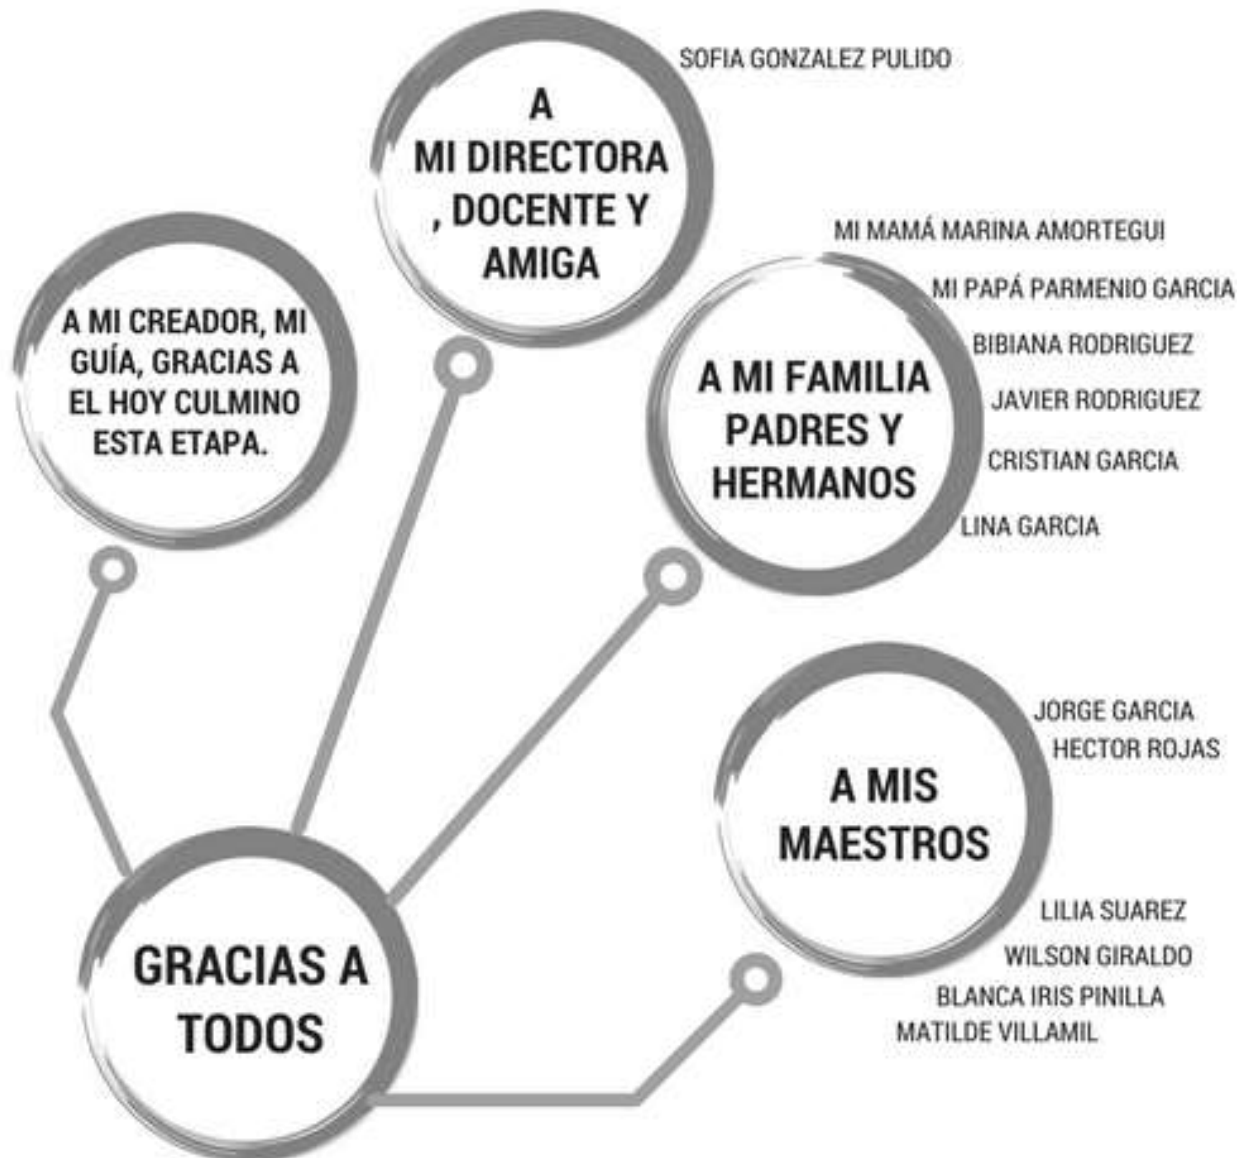 SOFIA GONZALEZ PULIDO
A
MI DIRECTORA
, DOCENTE Y
AMIGA
A MI CREADOR, MI
GUÍA, GRACIAS A
EL HOY CULMINO
ESTA ETAPA.
MI MAMÁ MARINA AMORTEGUI
MI PAPÁ PARMENIO GARCIA
BIBIANA RODRIGUEZ
JAVIER RODRIGUEZ
CRISTIAN GARCIA
LINA GARCIA
A MI FAMILIA
PADRES Y
HERMANOS
JORGE GARCIA
HECTOR ROJAS
A MIS
MAESTROS
LILIA SUAREZ
WILSON GIRALDO
BLANCA IRIS PINILLA
MATILDE VILLAMIL
GRACIAS A
TODOS